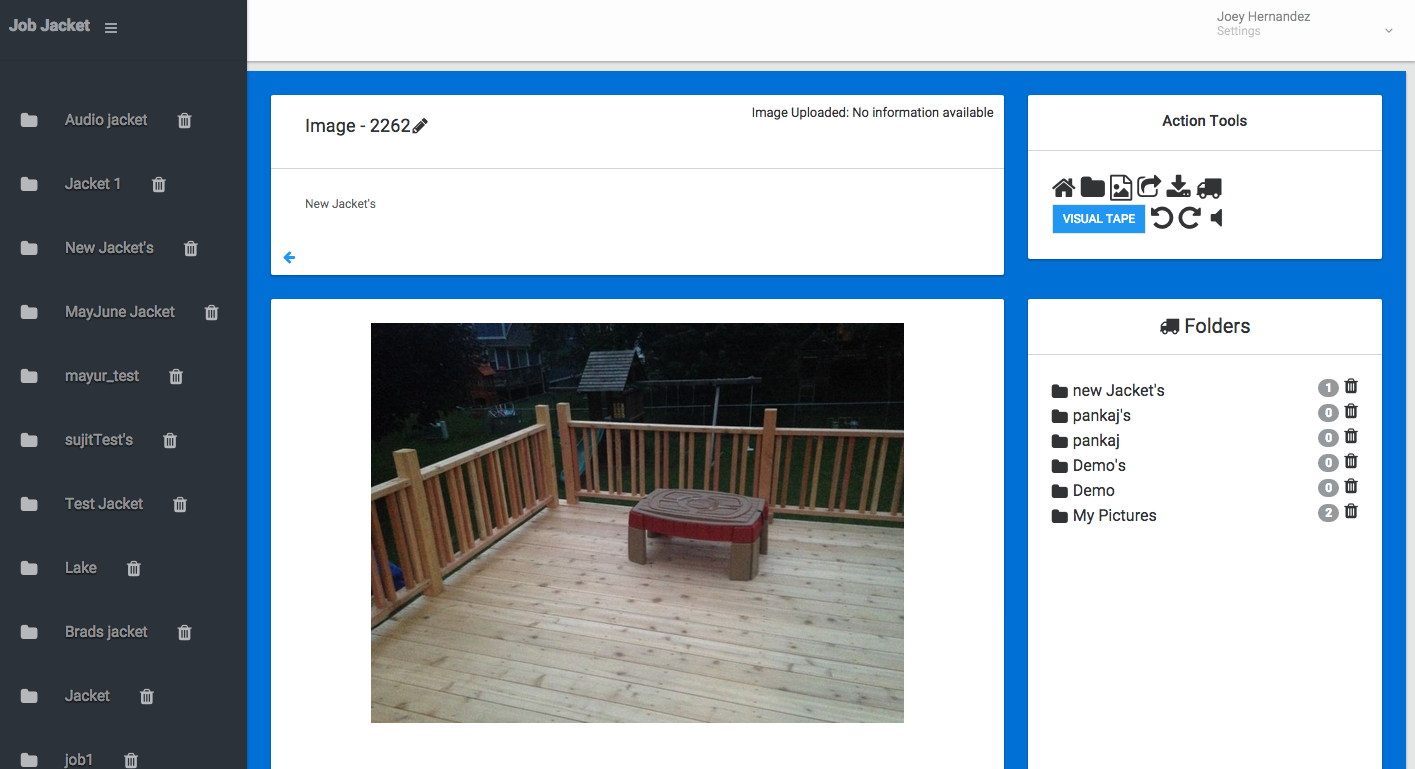 Job Jacket
Joey Hernandez
Settings
Audio jacket
Jacket 1
New Jacket's
MayJune Jacket
mayur_test
sujitTest's
Test Jacket
Lake
Brads jacket
Jacket
job1
Image - 2262
Image Uploaded: No information available
New Jacket's
Action Tools
VISUAL TAPE
Folders
new Jacket's 1
pankaj's 0
pankaj 0
Demo's 0
Demo 0
My Pictures 2